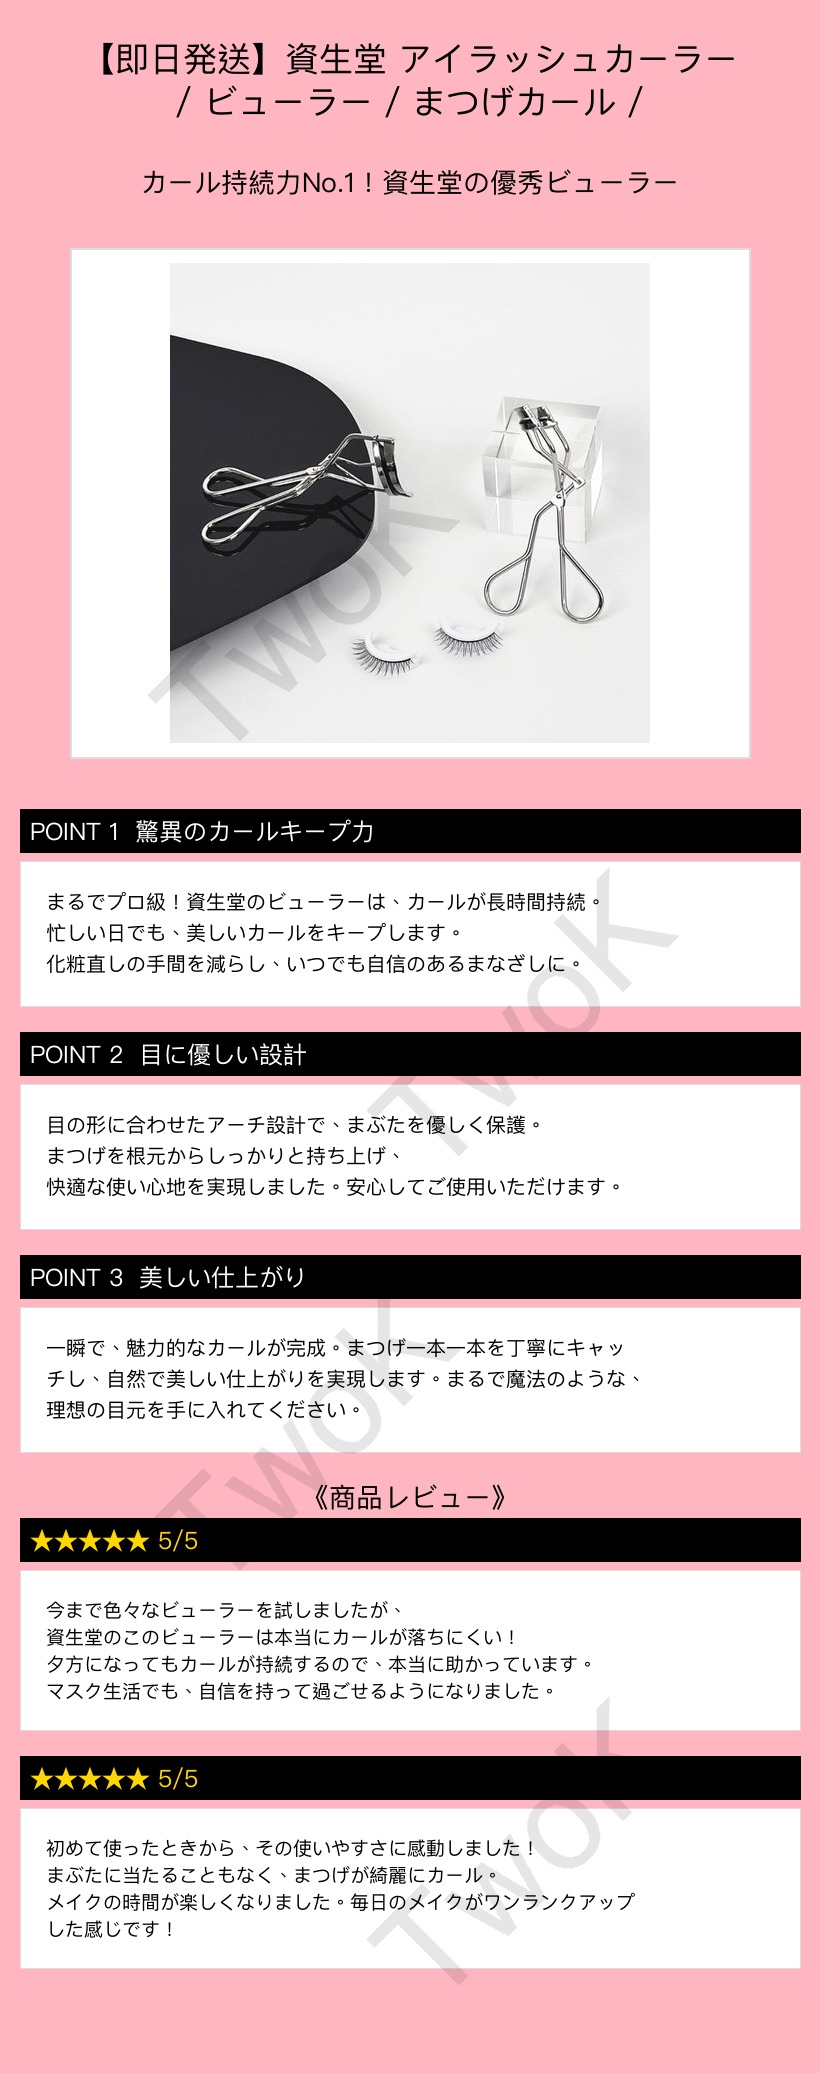 【即日発送】資生堂 アイラッシュカーラー
/ ビューラー / まつげカール /
カール持続力No.1！資生堂の優秀ビューラー
TwoK
POINT 1 驚異のカールキープ力
まるでプロ級！資生堂のビューラーは、カールが長時間持続。
忙しい日でも、美しいカールをキープします。
化粧直しの手間を減らし、いつでも自信のあるまなざしに。
TwoK
POINT 2 目に優しい設計
目の形に合わせたアーチ設計で、まぶたを優しく保護。
まつげを根元からしっかりと持ち上げ、
快適な使い心地を実現しました。安心してご使用いただけます。
POINT 3 美しい仕上がり
一瞬で、魅力的なカールが完成。まつげ一本一本を丁寧にキャッ
チし、自然で美しい仕上がりを実現します。まるで魔法のような、
理想の目元を手に入れてください。
TwoK
《商品レビュー》
★★★★★ 5/5
今まで色々なビューラーを試しましたが、
資生堂のこのビューラーは本当にカールが落ちにくい！
夕方になってもカールが持続するので、本当に助かっています。
マスク生活でも、自信を持って過ごせるようになりました。
★★★★★ 5/5
初めて使ったときから、その使いやすさに感動しました！
まぶたに当たることもなく、まつげが綺麗にカール。
メイクの時間が楽しくなりました。毎日のメイクがワンランクアップ
した感じです！
TwoK